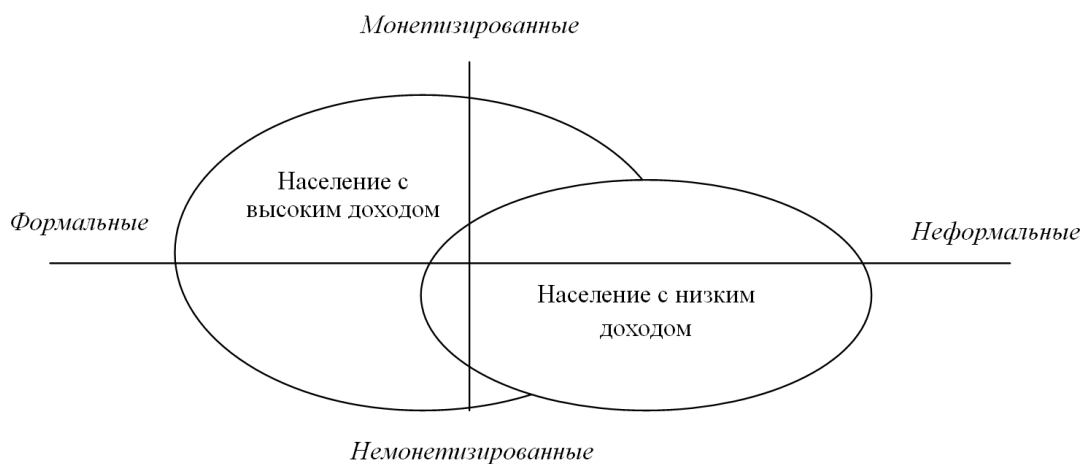 Монетизированные
Население с
высоким доходом
Формальные
Неформальные
Население с низким
доходом
Немонетизированные